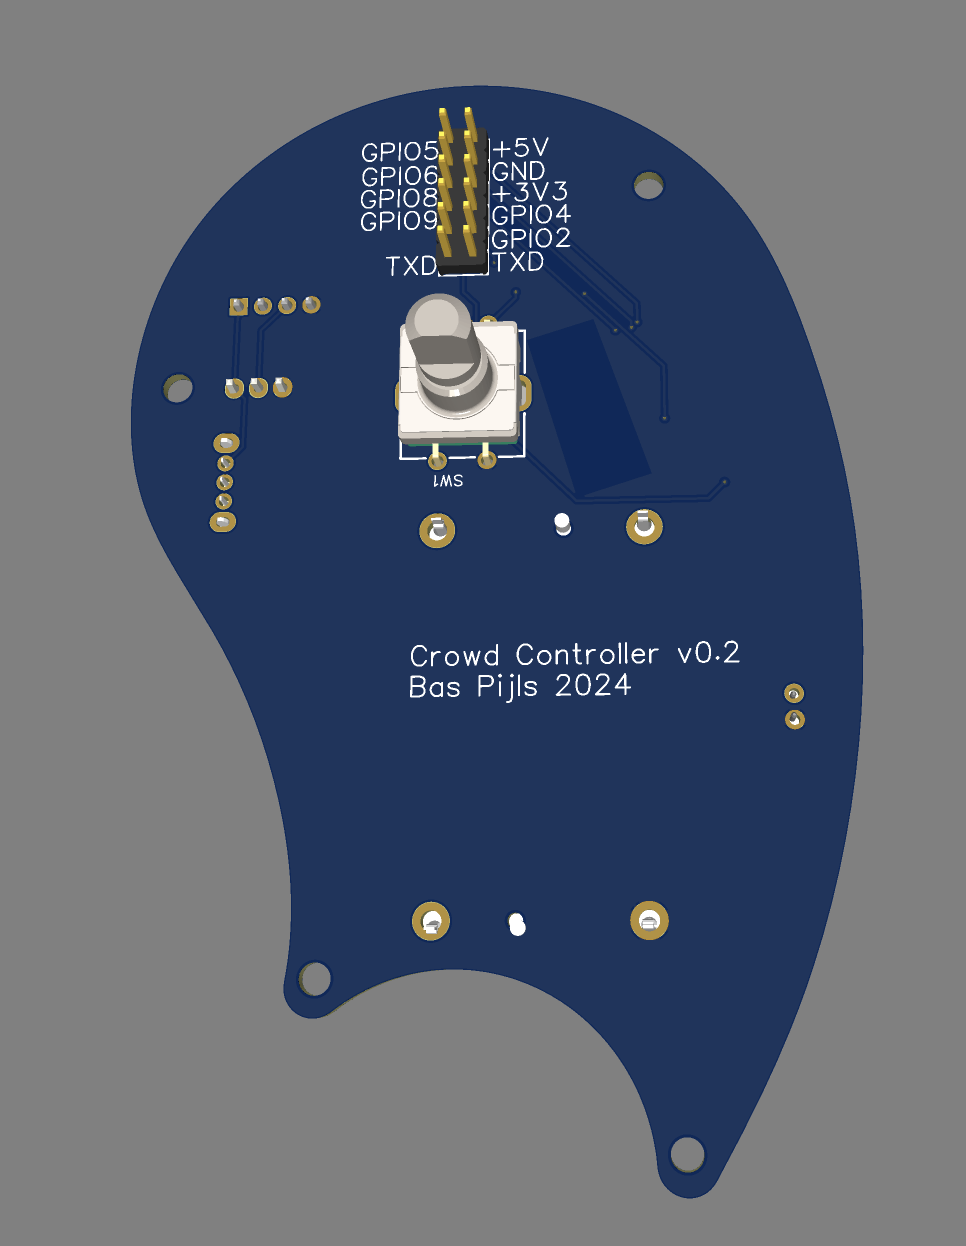 GPIO5 +5V
GPIO6 GND
GPIO8 +3V3
GPIO9 GPIO4
GPIO2
TXD TXD
SW1
Crowd Controller v0.2
Bas Pijls 2024